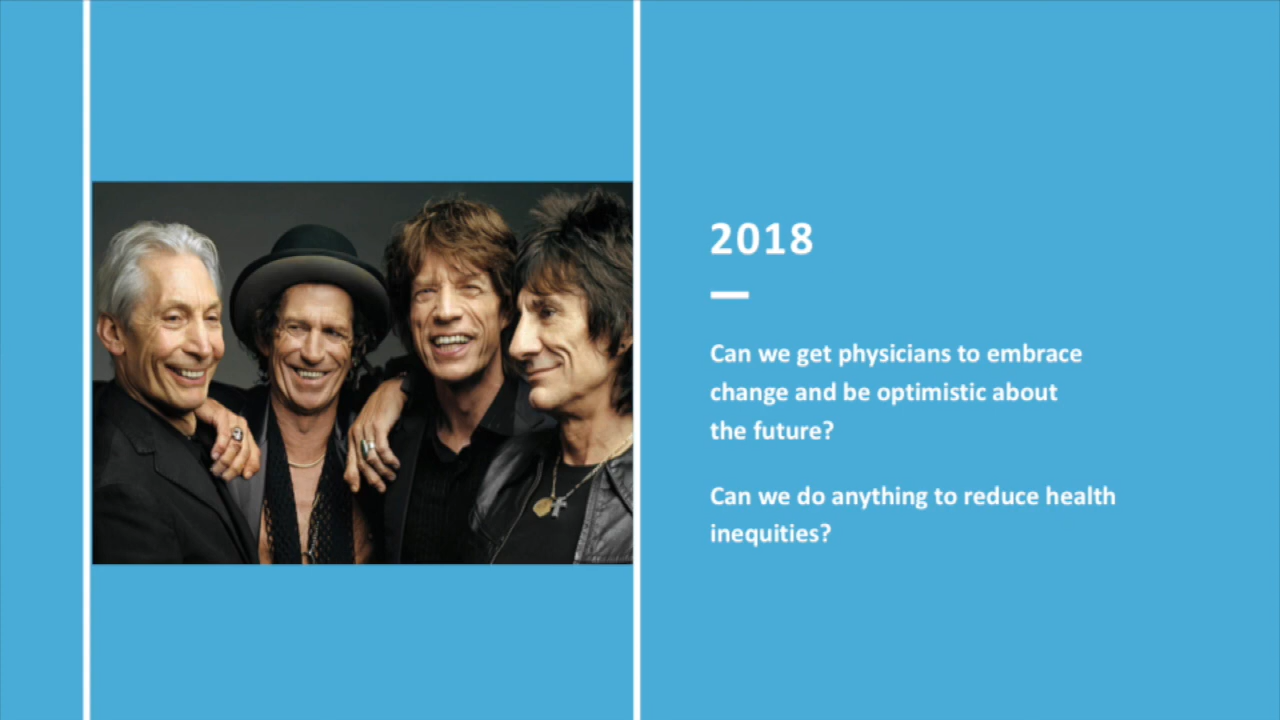 2018
Can we get physicians to embrace
change and be optimistic about
the future?
Can we do anything to reduce health
inequities?